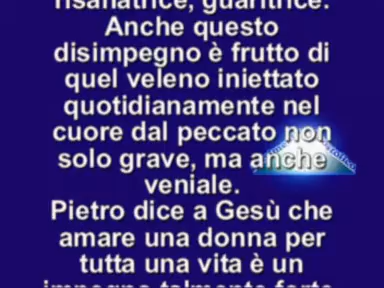 risanatrice, guaritrice.
Anche questo
disimpegno è frutto di
quel veleno iniettato
quotidianamente nel
cuore dal peccato non
solo grave, ma anche
veniale.
Pietro dice a Gesù che
amare una donna per
tutta una vita è un
impegno talmente forte